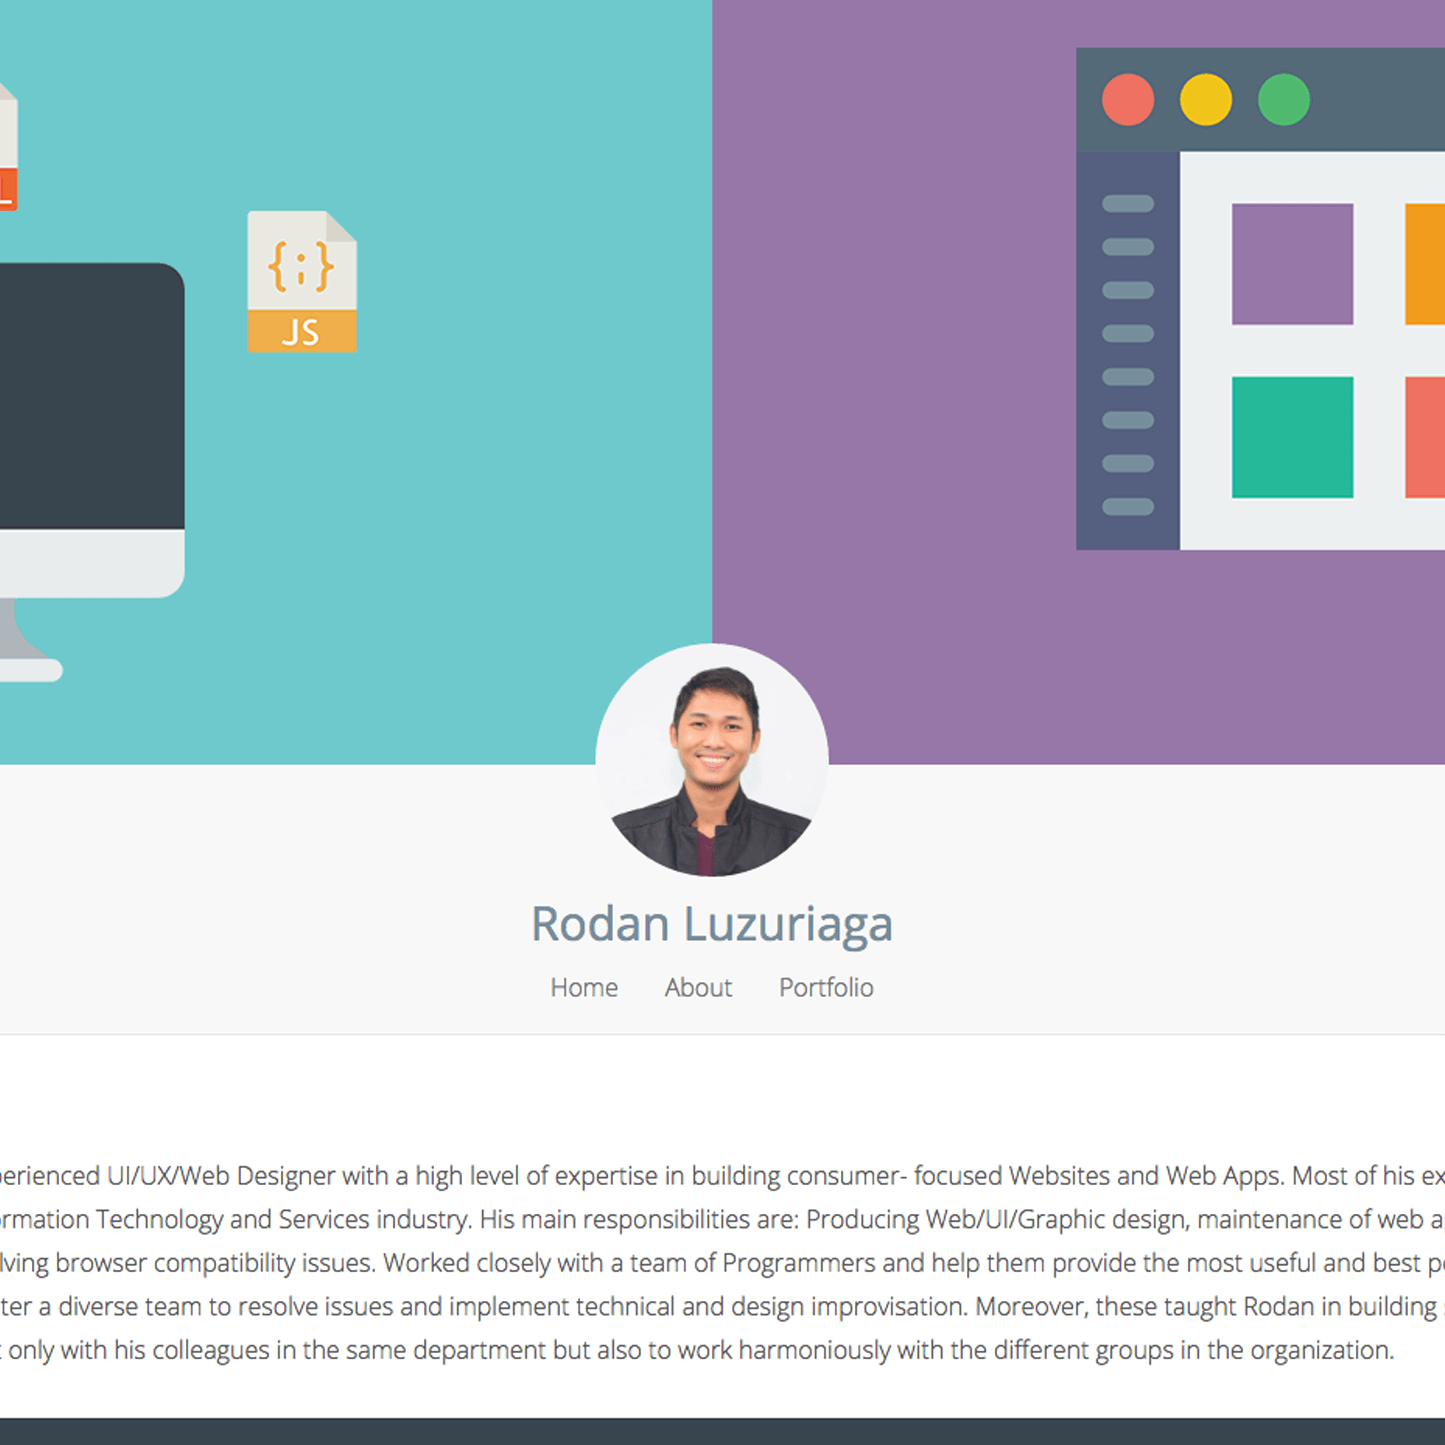 L
{;}
JS
Rodan Luzuriaga
Home About Portfolio
perienced UI/UX/Web Designer with a high level of expertise in building consumer- focused Websites and Web Apps. Most of his ex
rmation Technology and Services industry. His main responsibilities are: Producing Web/UI/Graphic design, maintenance of web a
lving browser compatibility issues. Worked closely with a team of Programmers and help them provide the most useful and best p
ter a diverse team to resolve issues and implement technical and design improvisation. Moreover, these taught Rodan in building
only with his colleagues in the same department but also to work harmoniously with the different groups in the organization.